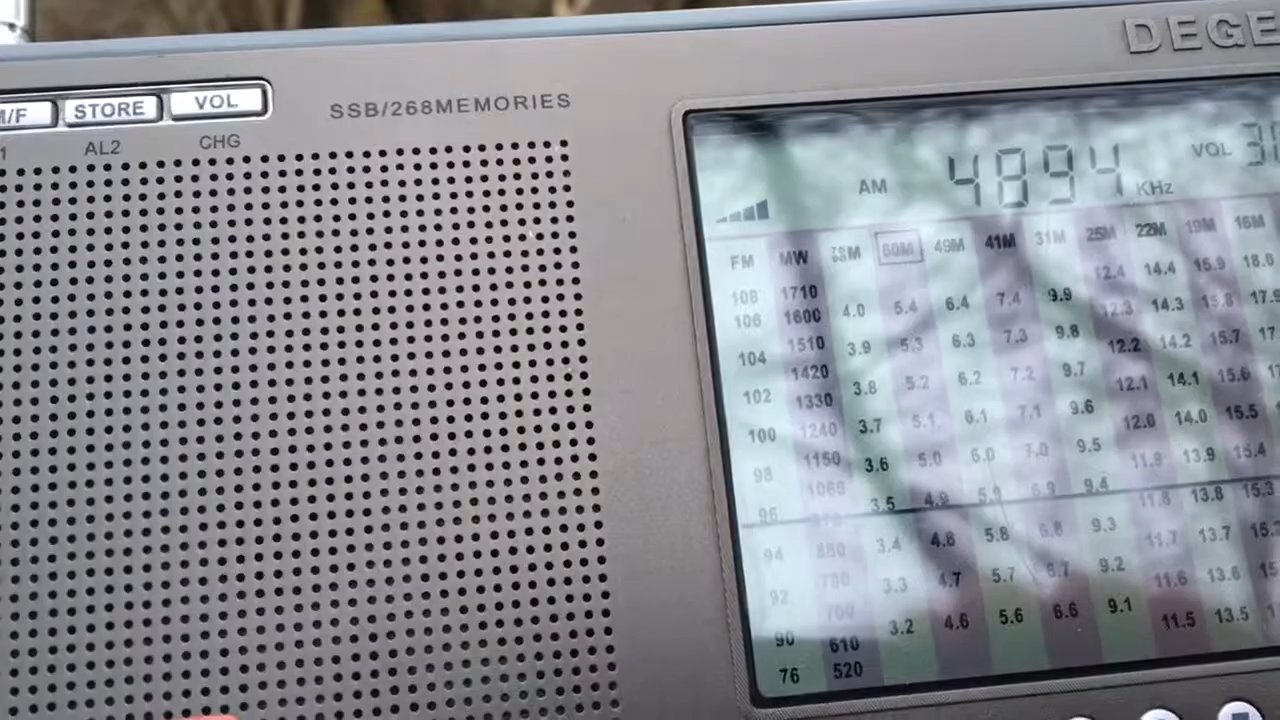 DEGE
M/F STORE VOL
1 AL2 CHG
SSB/268MEMORIES
AM 4894 KHz VOL
FM MW M 60M 49M 41M 31M 25M 22M 19M 16M
12.4 14.4 15.9 18.0
108 1710 4.0 5.4 6.4 7.4 9.9 12.3 14.3 15.8 17.
106 1600
104 1510 3.9 5.3 6.3 7.3 9.8 12.2 14.2 15.7 17.
1420
102 1330 3.8 5.2 6.2 7.2 9.7 12.1 14.1 15.6 17
100 1240 3.7 5.1 6.1 7.1 9.6 12.0 14.0 15.5
98 1150 3.6 5.0 6.0 7.0 9.5 11.9 13.9 15.4
96 1060 3.5 4.9 5.9 6.9 9.4 11.8 13.8 15.3
94 880 3.4 4.8 5.8 6.8 9.3 11.7 13.7 15.
92 790 3.3 4.7 5.7 6.7 9.2 11.6 13.6 15
700
90 610 3.2 4.6 5.6 6.6 9.1 11.5 13.5 1
76 520